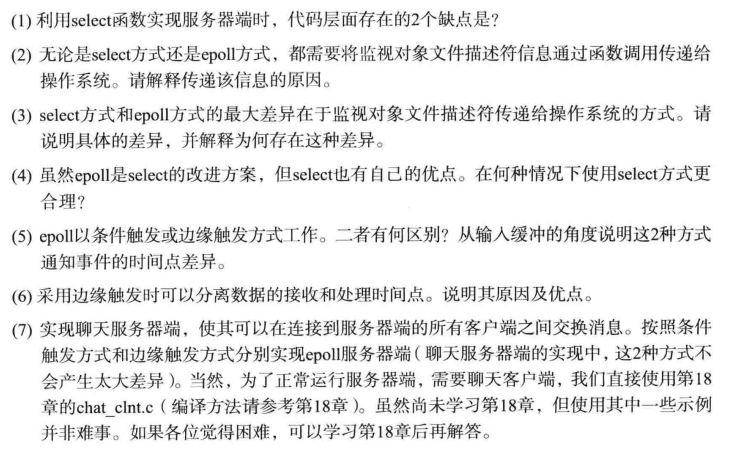 (1) 利用select函数实现服务器端时，代码层面存在的2个缺点是？
(2) 无论是select方式还是epoll方式，都需要将监视对象文件描述符信息通过函数调用传递给
操作系统。请解释传递该信息的原因。
(3) select方式和epoll方式的最大差异在于监视对象文件描述符传递给操作系统的方式。请
说明具体的差异，并解释为何存在这种差异。
(4) 虽然epoll是select的改进方案，但select也有自己的优点。在何种情况下使用select方式更
合理？
(5) epoll以条件触发或边缘触发方式工作。二者有何区别？从输入缓冲的角度说明这2种方式
通知事件的时间点差异。
(6) 采用边缘触发时可以分离数据的接收和处理时间点。说明其原因及优点。
(7) 实现聊天服务器端，使其可以在连接到服务器端的所有客户端之间交换消息。按照条件
触发方式和边缘触发方式分别实现epoll服务器端（聊天服务器端的实现中，这2种方式不
会产生太大差异）。当然，为了正常运行服务器端，需要聊天客户端，我们直接使用第18
章的chat_clnt.c（编译方法请参考第18章）。虽然尚未学习第18章，但使用其中一些示例
并非难事。如果各位觉得困难，可以学习第18章后再解答。